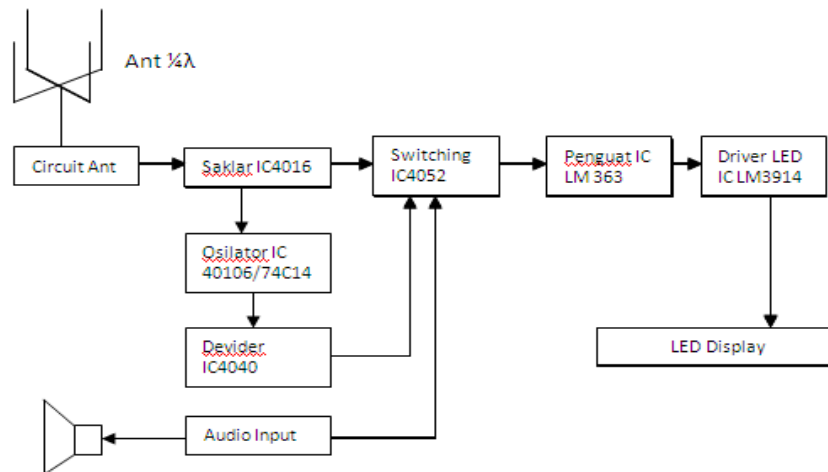 Ant ¼λ
Circuit Ant
Saklar IC4016
Switching
IC4052
Penguat IC
LM 363
Driver LED
IC LM3914
Osilator IC
40106/74C14
Devider
IC4040
LED Display
Audio Input